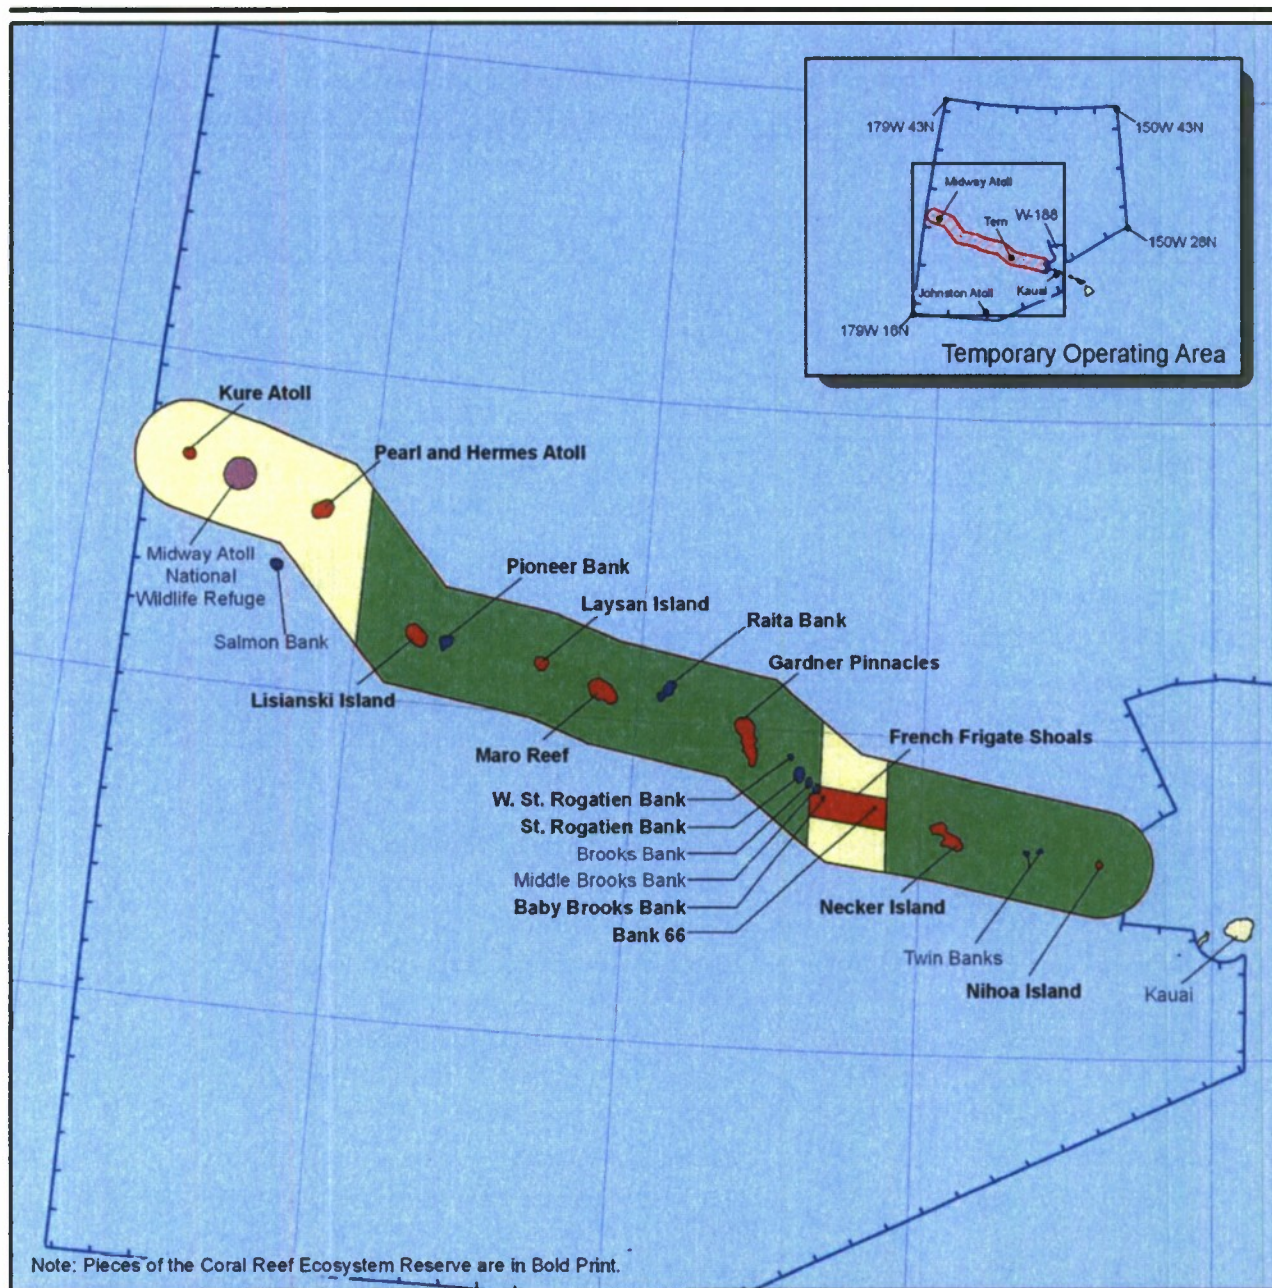 179W 43N
150W 43N
Midway Atoll
Tern
W-188
150W 28N
Johnston Atoll
Kauai
179W 16N
Temporary Operating Area
Kure Atoll
Pearl and Hermes Atoll
Midway Atoll
National
Wildlife Refuge
Salmon Bank
Pioneer Bank
Laysan Island
Raita Bank
Gardner Pinnacles
Lisianski Island
Maro Reef
French Frigate Shoals
W. St. Rogatien Bank
St. Rogatien Bank
Brooks Bank
Middle Brooks Bank
Baby Brooks Bank
Bank 66
Necker Island
Twin Banks
Nihoa Island
Kauai
Note: Pieces of the Coral Reef Ecosystem Reserve are in Bold Print.